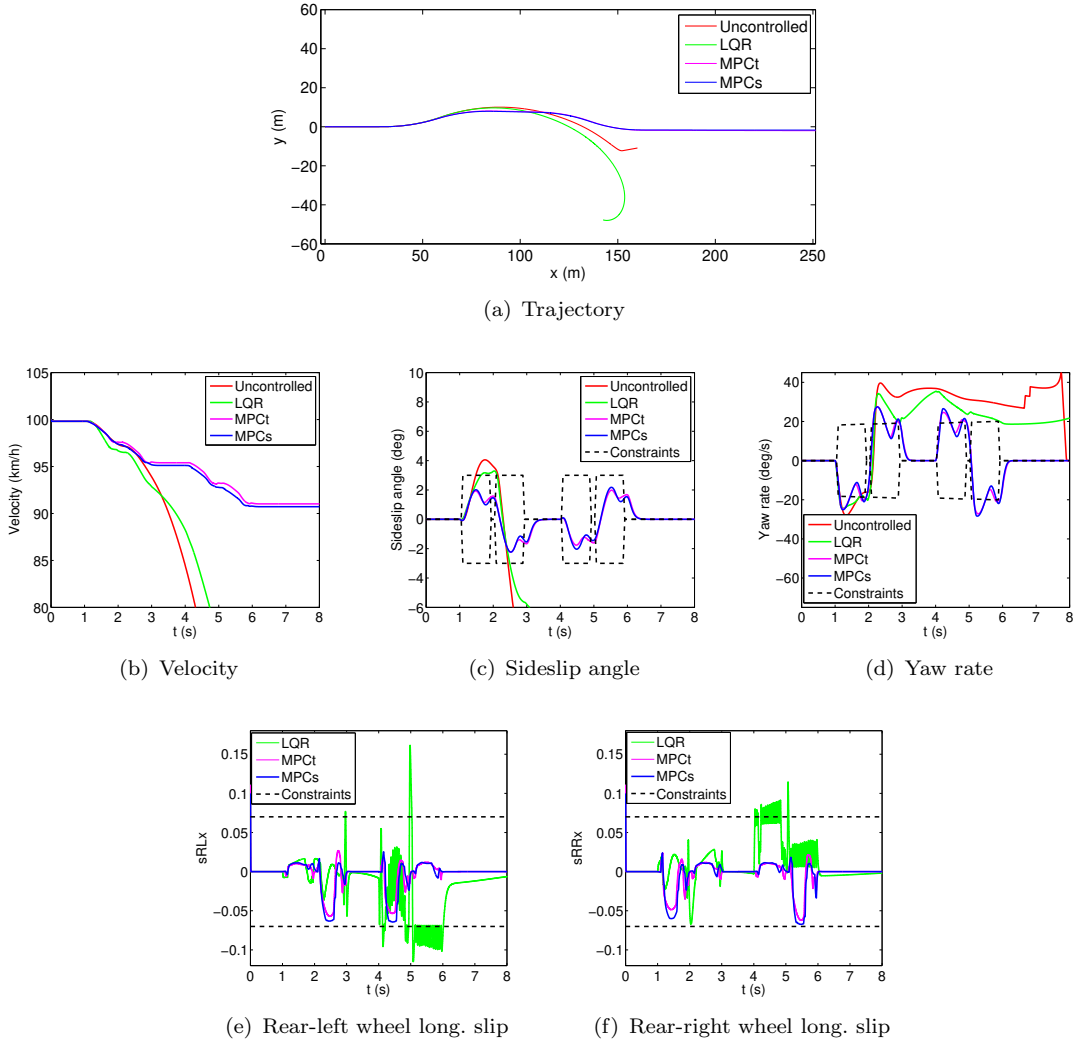 60
40
20
0
−20
−40
−60
y (m)
0
50
100
150
200
250
x (m)
Uncontrolled
LQR
MPCt
MPCs
(a) Trajectory
105
100
95
90
85
80
Velocity (km/h)
0 1 2 3 4 5 6 7 8
t (s)
Uncontrolled
LQR
MPCt
MPCs
(b) Velocity
10
8
6
4
2
0
−2
−4
−6
Sideslip angle (deg)
0 1 2 3 4 5 6 7 8
t (s)
Uncontrolled
LQR
MPCt
MPCs
Constraints
(c) Sideslip angle
40
20
0
−20
−40
−60
Yaw rate (deg/s)
0 1 2 3 4 5 6 7 8
t (s)
Uncontrolled
LQR
MPCt
MPCs
Constraints
(d) Yaw rate
0.15
0.1
0.05
0
−0.05
−0.1
sRLx
0 1 2 3 4 5 6 7 8
t (s)
LQR
MPCt
MPCs
Constraints
(e) Rear-left wheel long. slip
0.15
0.1
0.05
0
−0.05
−0.1
sRRx
0 1 2 3 4 5 6 7 8
t (s)
LQR
MPCt
MPCs
Constraints
(f) Rear-right wheel long. slip